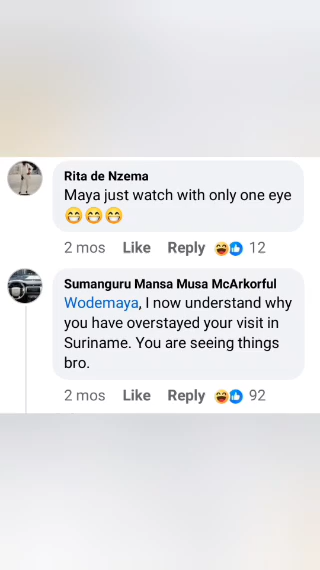 Rita de Nzema
Maya just watch with only one eye
😁😁😁
2 mos Like Reply 12
Sumanguru Mansa Musa McArkorful
Wodemaya, I now understand why
you have overstayed your visit in
Suriname. You are seeing things
bro.
2 mos Like Reply 92